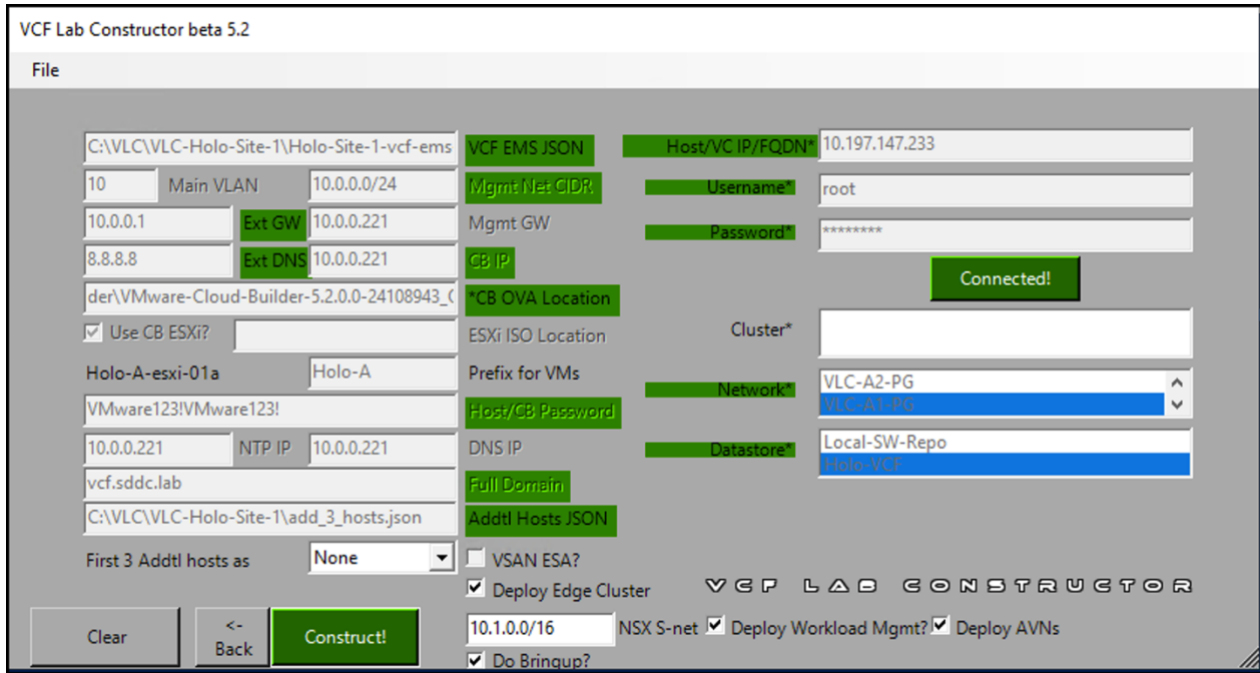 VCF Lab Constructor beta 5.2
File
C:\VLC\VLC-Holo-Site-1\Holo-Site-1-vcf-ems VCF EMS JSON Host/VC IP/FQDN* 10.197.147.233
10 Main VLAN 10.0.0.0/24 Mgmt Net CIDR Username* root
10.0.0.1 Ext GW 10.0.0.221 Mgmt GW Password* ********
8.8.8.8 Ext DNS 10.0.0.221 CB IP
Connected!
der\VMware-Cloud-Builder-5.2.0.0-24108943_ *CB OVA Location
Use CB ESXi? ESXi ISO Location Cluster*
Holo-A-esxi-01a Holo-A Prefix for VMs
Network* VLC-A2-PG
VMware123!VMware123! Host/CB Password VLC-A1-PG
10.0.0.221 NTP IP 10.0.0.221 DNS IP Datastore* Local-SW-Repo
Holo-VCF
vcf.sddc.lab Full Domain
C:\VLC\VLC-Holo-Site-1\add_3_hosts.json Addtl Hosts JSON
First 3 Addtl hosts as None VSAN ESA?
Deploy Edge Cluster VCF LAB CONSTRUCTOR
Clear <- Back Construct! 10.1.0.0/16 NSX S-net Deploy Workload Mgmt? Deploy AVNs
Do Bringup?